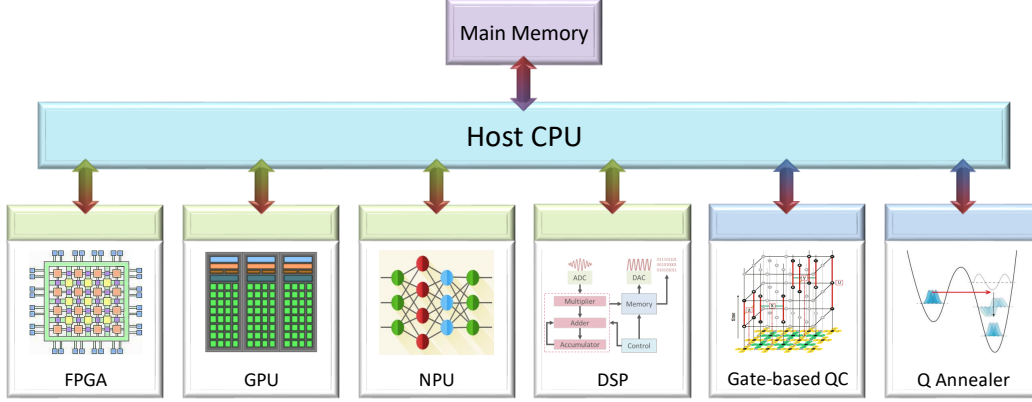 Main Memory
Host CPU
ADC
DAC
Multiplier
Memory
Adder
Accumulator
Control
time
FPGA
GPU
NPU
DSP
Gate-based QC
Q Annealer